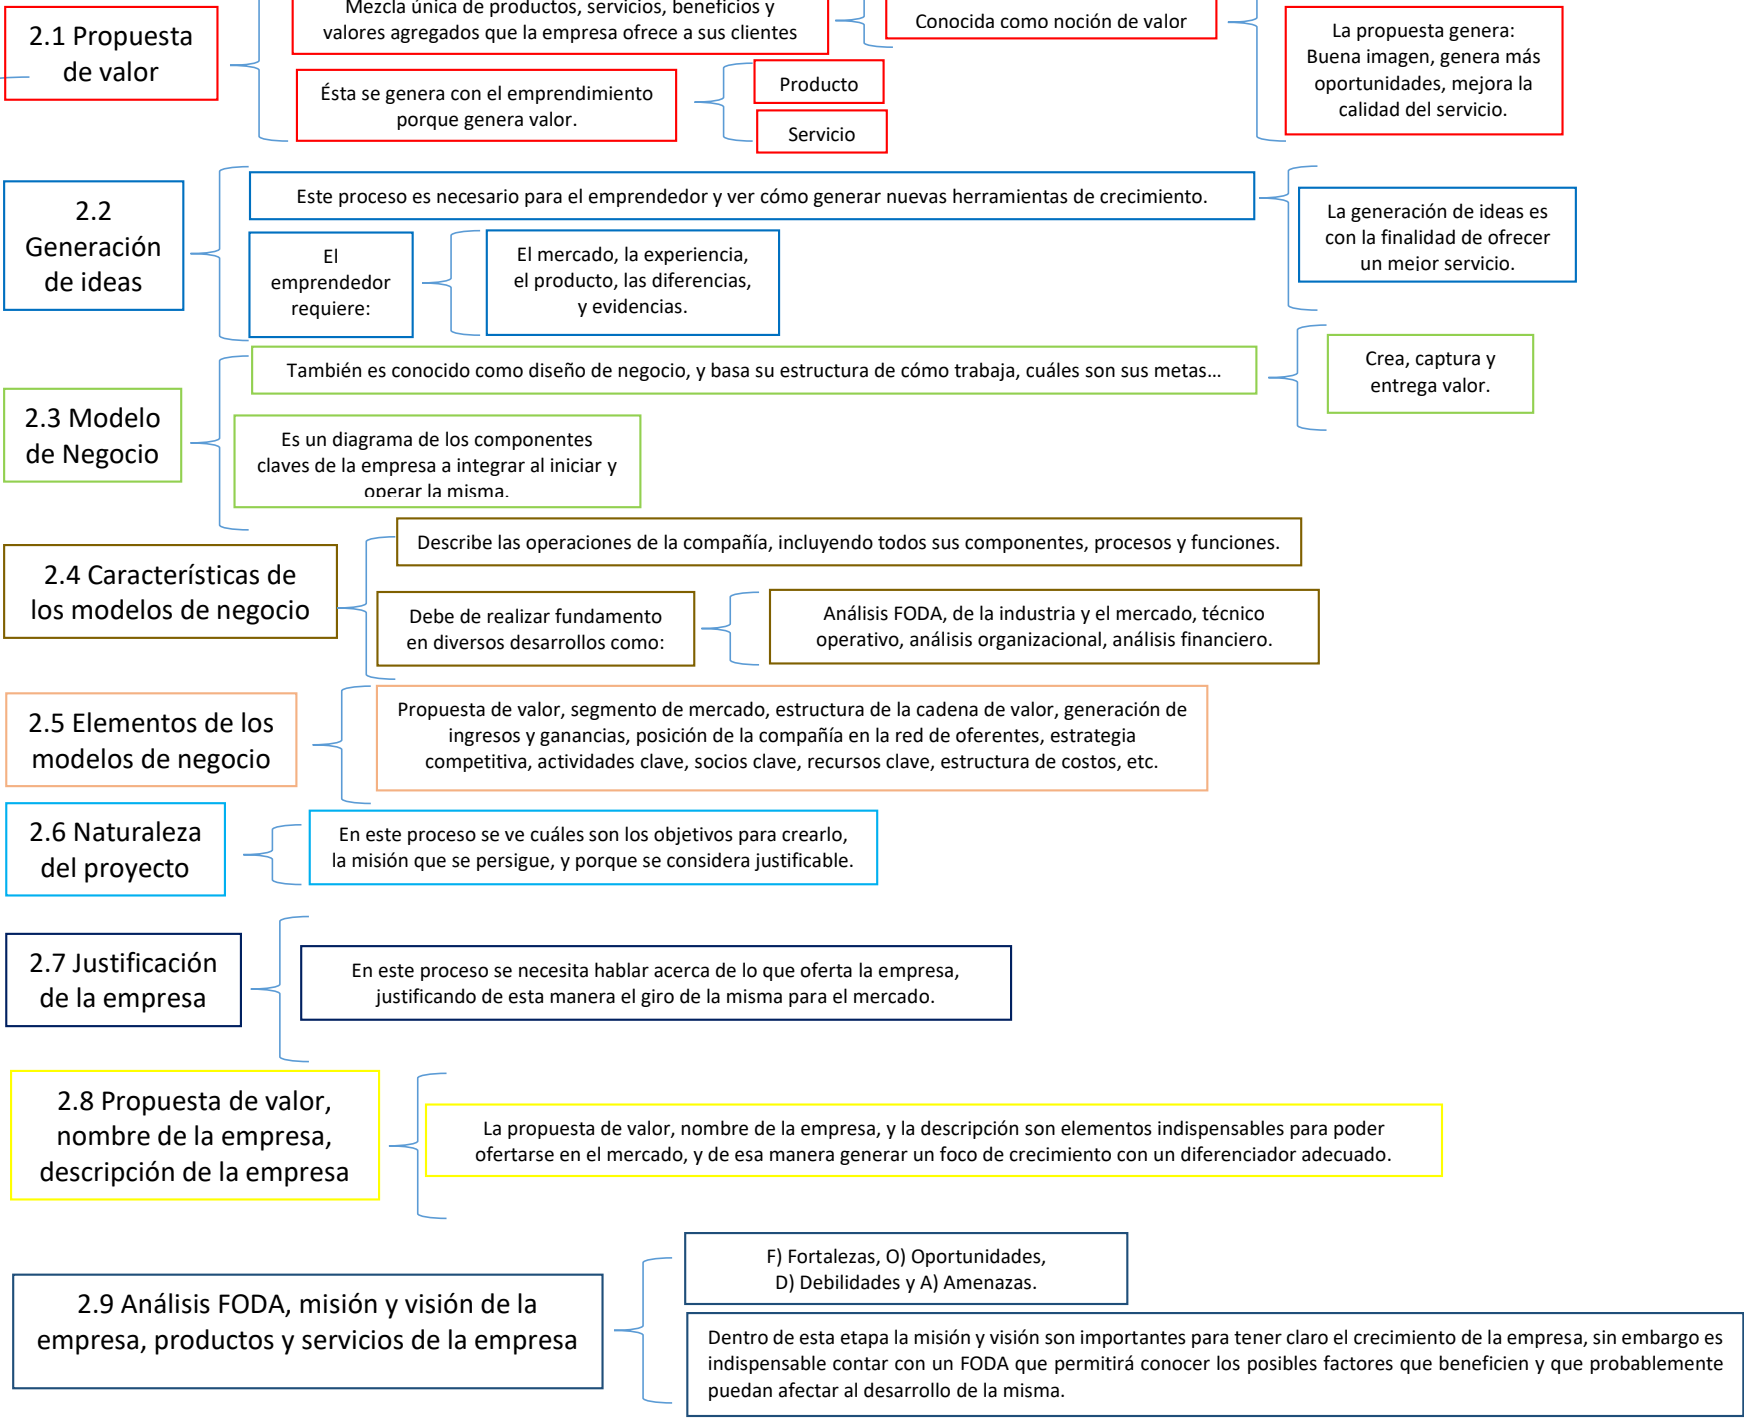 2.1 Propuesta
de valor
Mezcla única de productos, servicios, beneficios y
valores agregados que la empresa ofrece a sus clientes
Conocida como noción de valor
La propuesta genera:
Buena imagen, genera más
oportunidades, mejora la
calidad del servicio.
Ésta se genera con el emprendimiento
porque genera valor.
Producto
Servicio
2.2
Generación
de ideas
Este proceso es necesario para el emprendedor y ver cómo generar nuevas herramientas de crecimiento.
La generación de ideas es
con la finalidad de ofrecer
un mejor servicio.
El
emprendedor
requiere:
El mercado, la experiencia,
el producto, las diferencias,
y evidencias.
2.3 Modelo
de Negocio
También es conocido como diseño de negocio, y basa su estructura de cómo trabaja, cuáles son sus metas…
Crea, captura y
entrega valor.
Es un diagrama de los componentes
claves de la empresa a integrar al iniciar y
operar la misma.
2.4 Características de
los modelos de negocio
Describe las operaciones de la compañía, incluyendo todos sus componentes, procesos y funciones.
Debe de realizar fundamento
en diversos desarrollos como:
Análisis FODA, de la industria y el mercado, técnico
operativo, análisis organizacional, análisis financiero.
2.5 Elementos de los
modelos de negocio
Propuesta de valor, segmento de mercado, estructura de la cadena de valor, generación de
ingresos y ganancias, posición de la compañía en la red de oferentes, estrategia
competitiva, actividades clave, socios clave, recursos clave, estructura de costos, etc.
2.6 Naturaleza
del proyecto
En este proceso se ve cuáles son los objetivos para crearlo,
la misión que se persigue, y porque se considera justificable.
2.7 Justificación
de la empresa
En este proceso se necesita hablar acerca de lo que oferta la empresa,
justificando de esta manera el giro de la misma para el mercado.
2.8 Propuesta de valor,
nombre de la empresa,
descripción de la empresa
La propuesta de valor, nombre de la empresa, y la descripción son elementos indispensables para poder
ofertarse en el mercado, y de esa manera generar un foco de crecimiento con un diferenciador adecuado.
2.9 Análisis FODA, misión y visión de la
empresa, productos y servicios de la empresa
F) Fortalezas, O) Oportunidades,
D) Debilidades y A) Amenazas.
Dentro de esta etapa la misión y visión son importantes para tener claro el crecimiento de la empresa, sin embargo es
indispensable contar con un FODA que permitirá conocer los posibles factores que beneficien y que probablemente
puedan afectar al desarrollo de la misma.